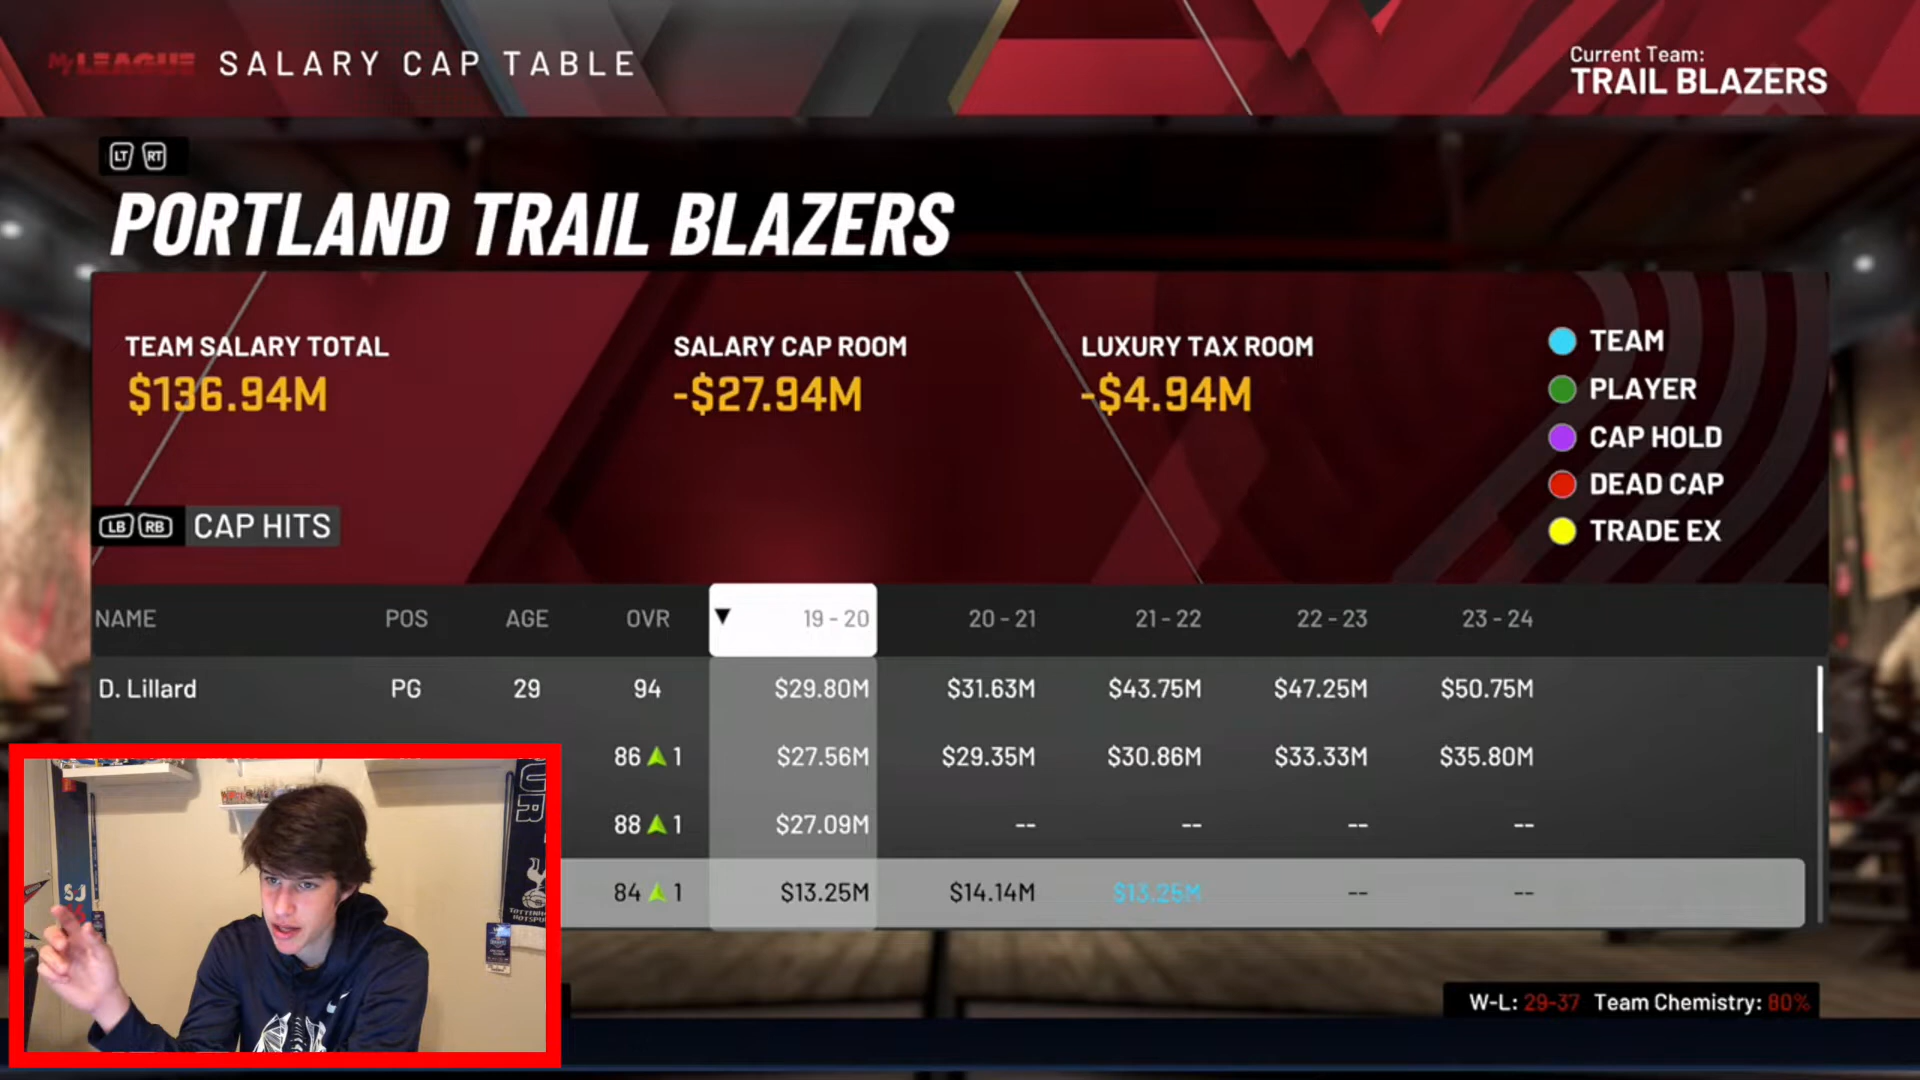 My LEAGUE SALARY CAP TABLE
Current Team:
TRAIL BLAZERS
LT RT
PORTLAND TRAIL BLAZERS
TEAM SALARY TOTAL SALARY CAP ROOM LUXURY TAX ROOM
$136.94M -$27.94M -$4.94M
TEAM
PLAYER
CAP HOLD
DEAD CAP
TRADE EX
LB RB CAP HITS
NAME POS AGE OVR 19 - 20 20 - 21 21 - 22 22 - 23 23 - 24
D. Lillard PG 29 94 $29.80M $31.63M $43.75M $47.25M $50.75M
86 1 $27.56M $29.35M $30.86M $33.33M $35.80M
88 1 $27.09M -- -- -- --
84 1 $13.25M $14.14M $13.25M -- --
SJ
TOTTENHAM
HOTSPUR
W-L: 29-37 Team Chemistry: 80%